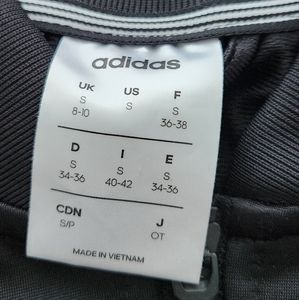 adidas
UK US F
S S S
8-10 36-38
D I E
S S S
34-36 40-42 34-36
CDN J
S/P OT
MADE IN VIETNAM